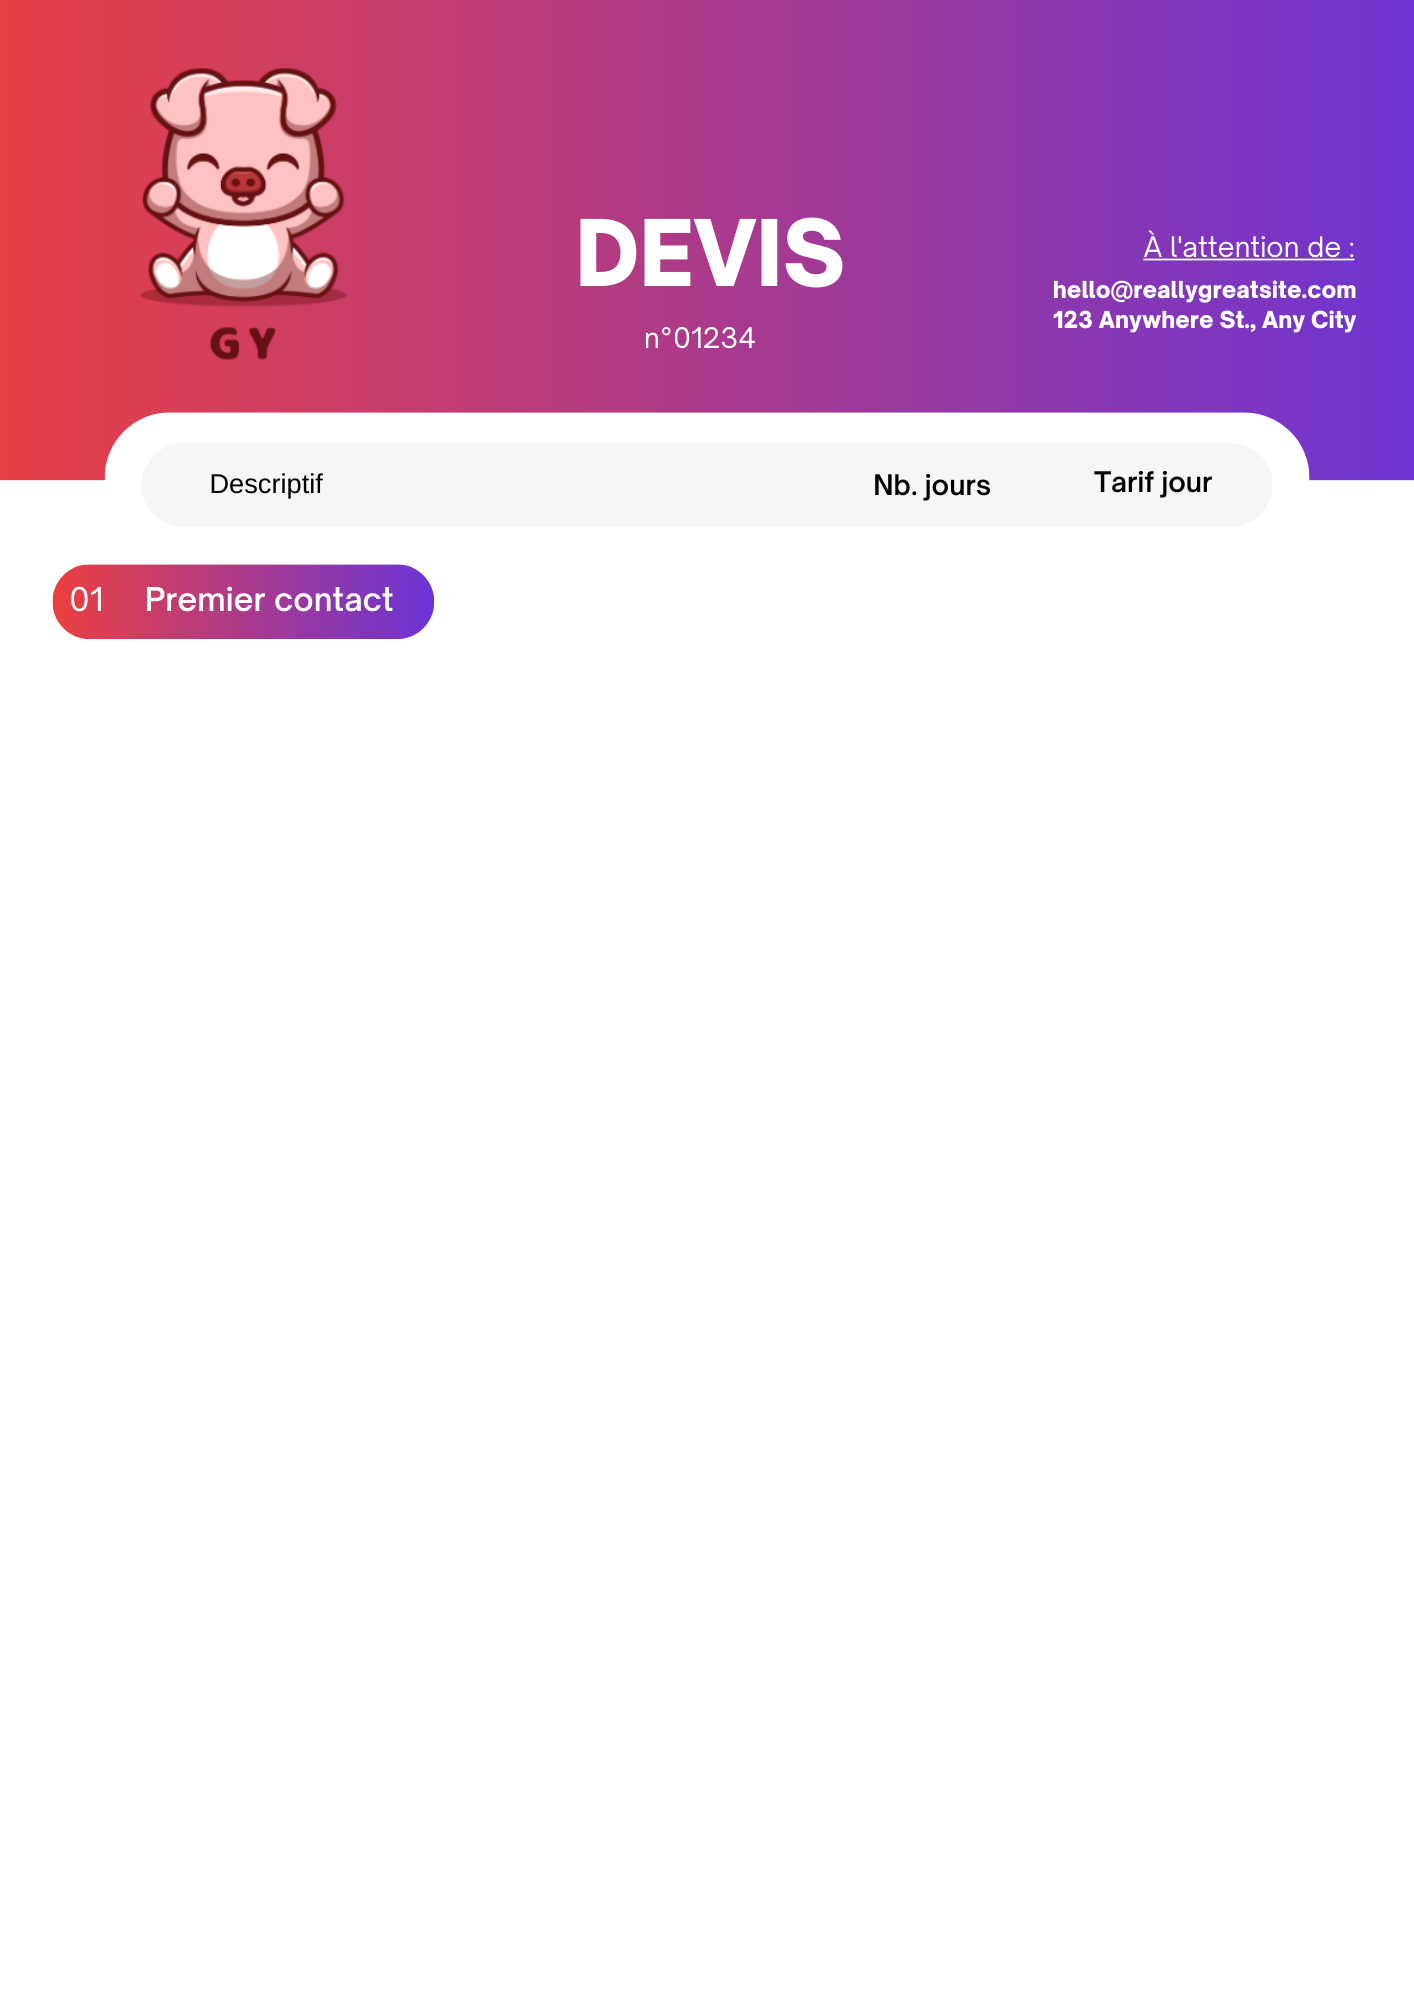 G Y
DEVIS
n°01234
À l'attention de :
hello@reallygreatsite.com
123 Anywhere St., Any City
Descriptif Nb. jours Tarif jour
01 Premier contact